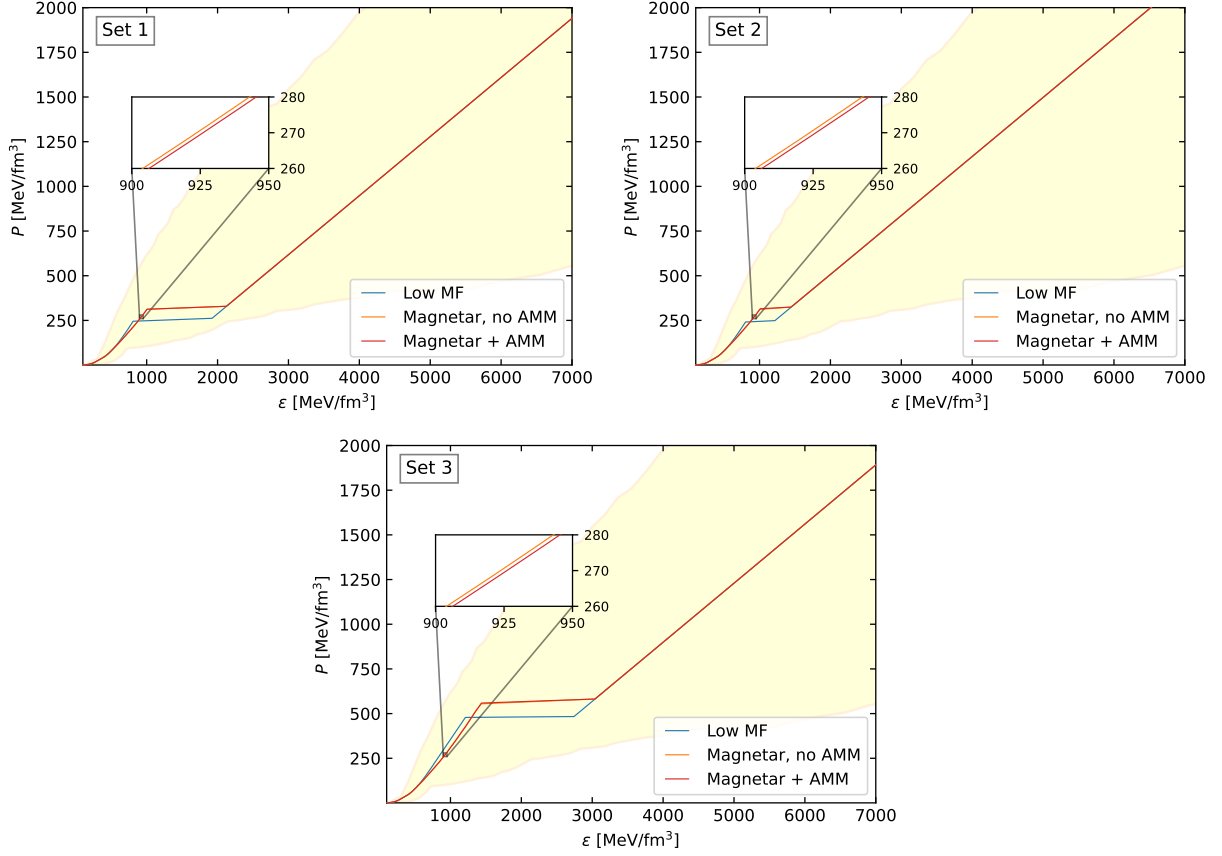 Set 1
P [MeV/fm³]
2000
1750
1500
1250
1000
750
500
250
280
270
260
900 925 950
Low MF
Magnetar, no AMM
Magnetar + AMM
1000 2000 3000 4000 5000 6000 7000
ε [MeV/fm³]
Set 2
P [MeV/fm³]
2000
1750
1500
1250
1000
750
500
250
280
270
260
900 925 950
Low MF
Magnetar, no AMM
Magnetar + AMM
1000 2000 3000 4000 5000 6000 7000
ε [MeV/fm³]
Set 3
P [MeV/fm³]
2000
1750
1500
1250
1000
750
500
250
280
270
260
900 925 950
Low MF
Magnetar, no AMM
Magnetar + AMM
1000 2000 3000 4000 5000 6000 7000
ε [MeV/fm³]